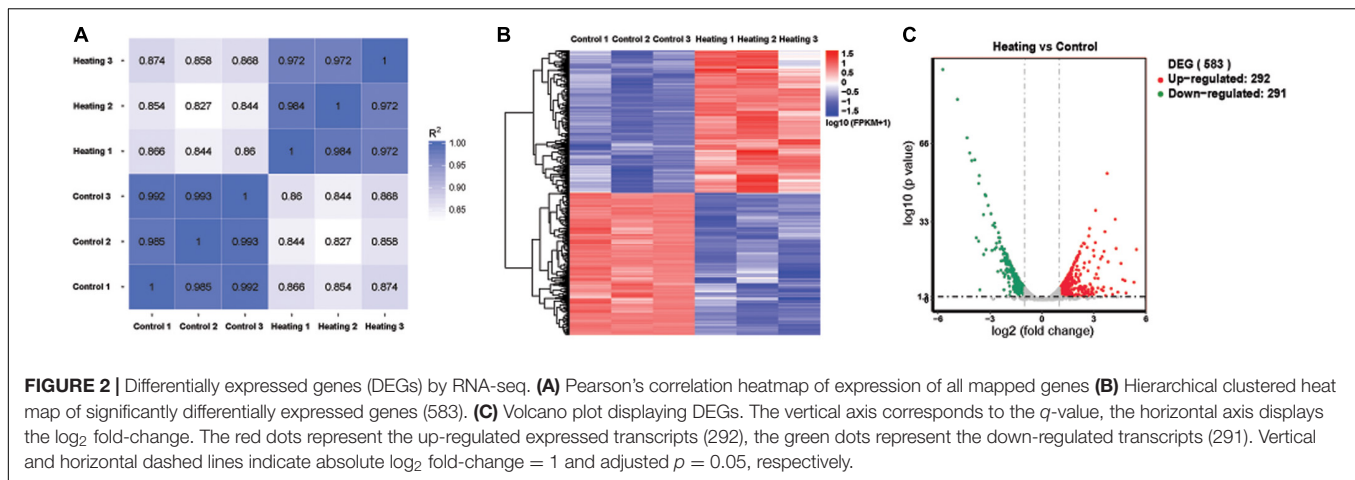 A
Heating 3 - 0.874 0.858 0.868 0.972 0.972 1
Heating 2 - 0.854 0.827 0.844 0.984 1 0.972
Heating 1 - 0.866 0.844 0.86 1 0.984 0.972
Control 3 - 0.992 0.993 1 0.86 0.844 0.868
Control 2 - 0.985 1 0.993 0.844 0.827 0.858
Control 1 - 1 0.985 0.992 0.866 0.854 0.874
Control 1 Control 2 Control 3 Heating 1 Heating 2 Heating 3
R2
1.00
0.95
0.90
0.85
B
Control 1 Control 2 Control 3 Heating 1 Heating 2 Heating 3
1.5
1
0.5
0
−0.5
−1
−1.5
log10 (FPKM+1)
C
Heating vs Control
log10 (p value)
66
33
1.3
0
−6 −3 0 3 6
log2 (fold change)
DEG ( 583 )
Up-regulated: 292
Down-regulated: 291
FIGURE 2 | Differentially expressed genes (DEGs) by RNA-seq. (A) Pearson's correlation heatmap of expression of all mapped genes (B) Hierarchical clustered heat
map of significantly differentially expressed genes (583). (C) Volcano plot displaying DEGs. The vertical axis corresponds to the q-value, the horizontal axis displays
the log2 fold-change. The red dots represent the up-regulated expressed transcripts (292), the green dots represent the down-regulated transcripts (291). Vertical
and horizontal dashed lines indicate absolute log2 fold-change = 1 and adjusted p = 0.05, respectively.